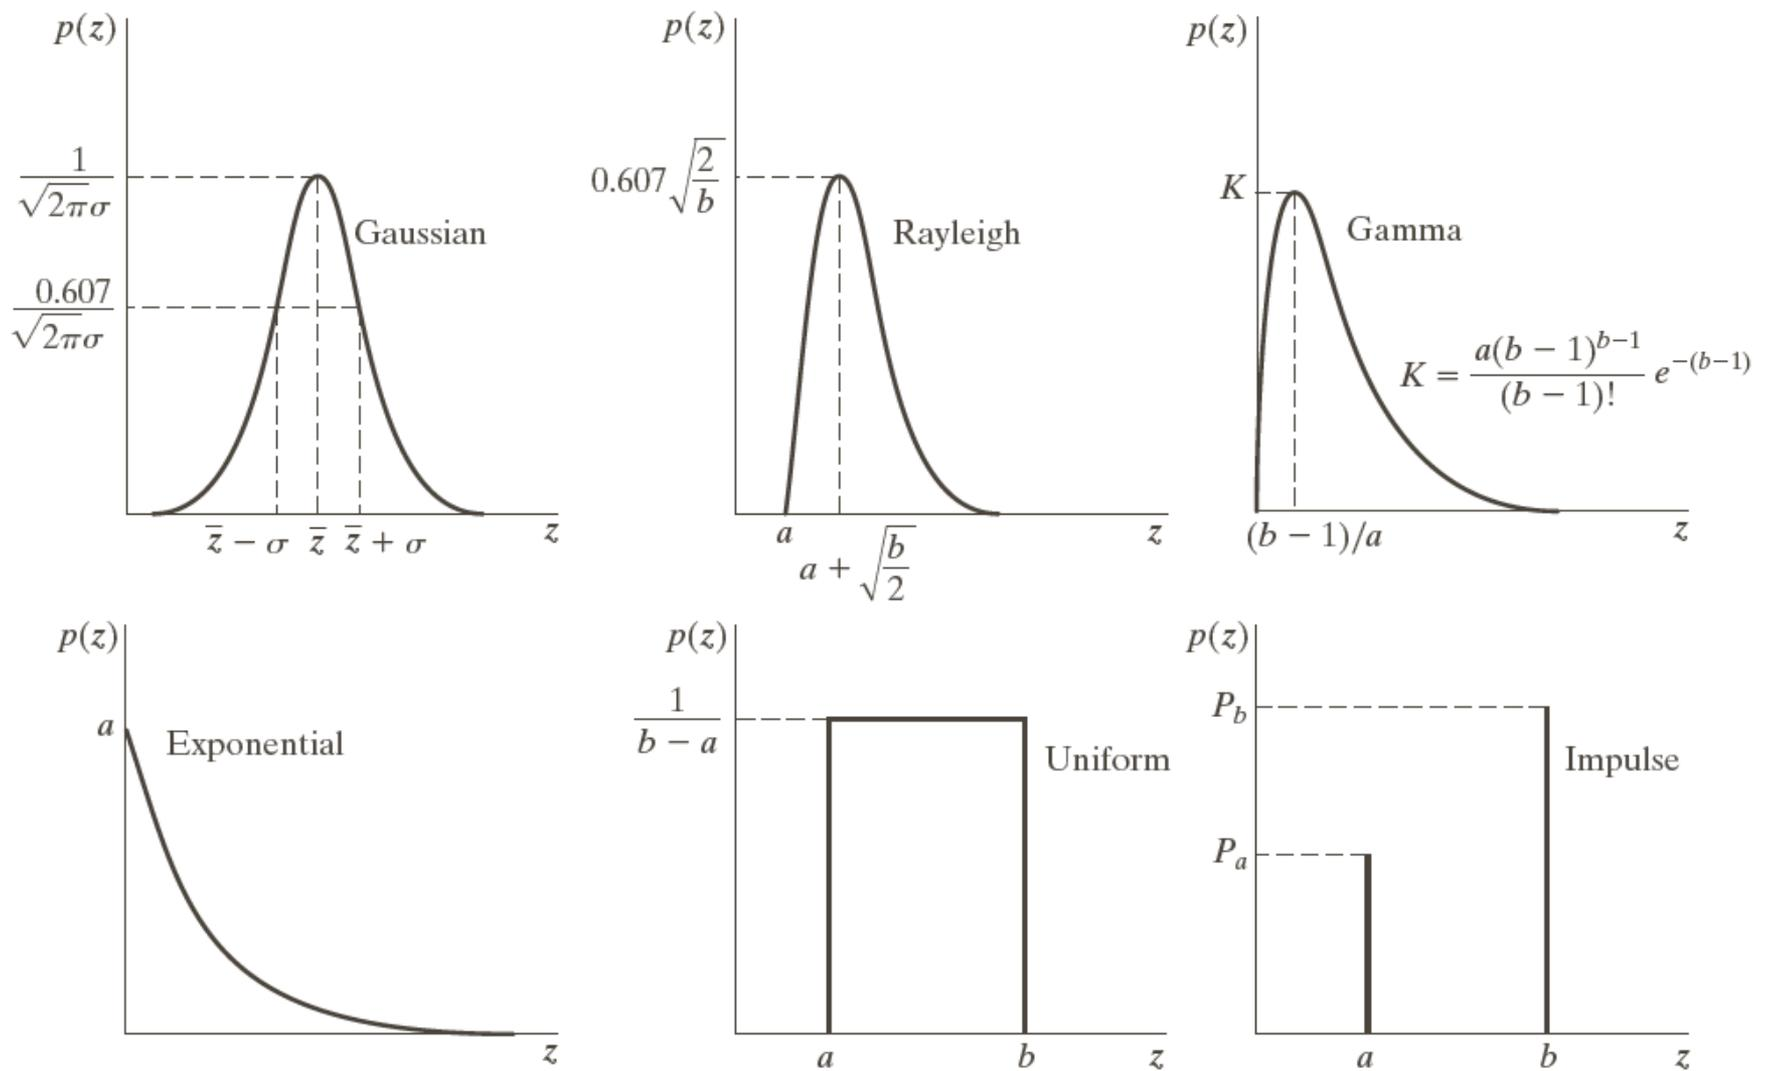 p(z)
1/√2πσ
Gaussian
0.607/√2πσ
z̄ − σ z̄ z̄ + σ z
p(z)
0.607√(2/b)
Rayleigh
a z
a + √(b/2)
p(z)
K
Gamma
K = a(b − 1)^(b−1)/(b − 1)! e^−(b−1)
(b − 1)/a z
p(z)
a
Exponential
z
p(z)
1/(b − a)
Uniform
a b z
p(z)
P_b
Impulse
P_a
a b z